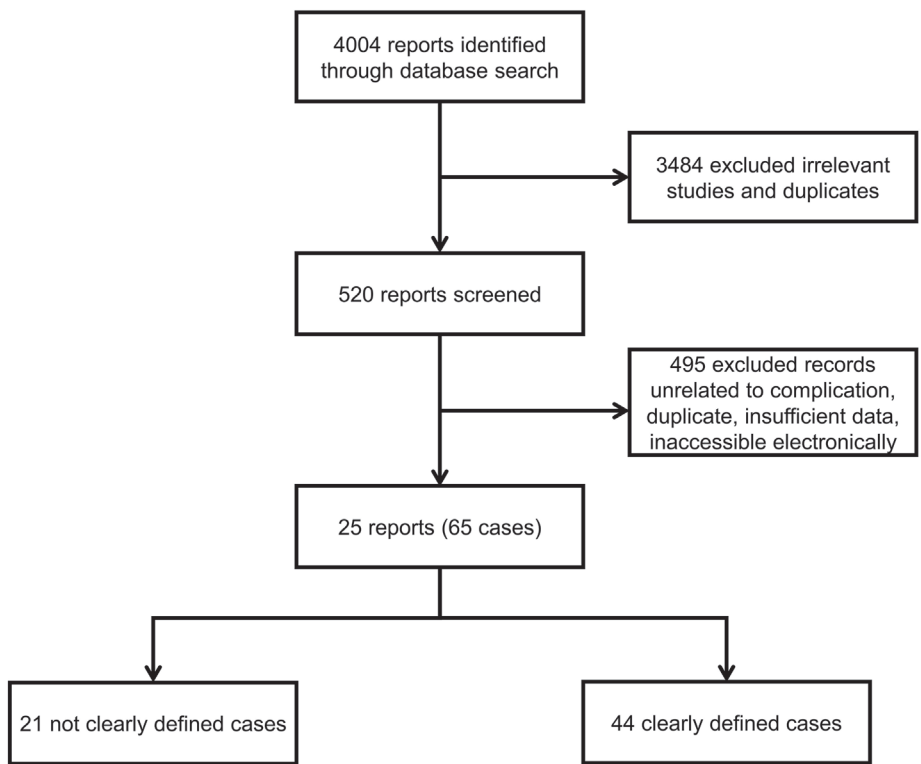 4004 reports identified
through database search
3484 excluded irrelevant
studies and duplicates
520 reports screened
495 excluded records
unrelated to complication,
duplicate, insufficient data,
inaccessible electronically
25 reports (65 cases)
21 not clearly defined cases
44 clearly defined cases